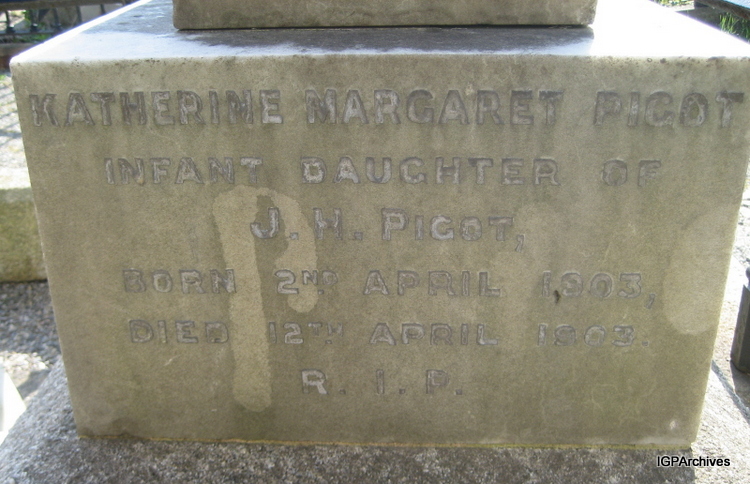 KATHERINE MARGARET PIGOT
INFANT DAUGHTER OF
J. H. PIGOT,
BORN 2ND APRIL 1903,
DIED 12TH APRIL 1903.
R. I. P.
IGPArchives